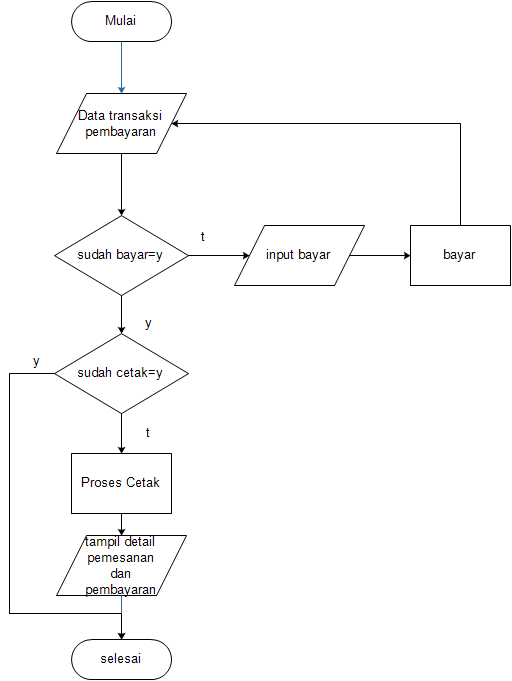 Mulai
Data transaksi
pembayaran
sudah bayar=y
t
input bayar
bayar
y
sudah cetak=y
y
t
Proses Cetak
tampil detail
pemesanan
dan
pembayaran
selesai